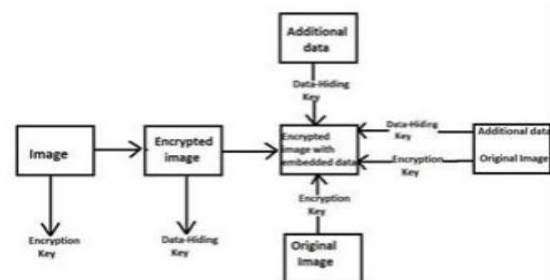 Additional
data
Data-Hiding
Key
Image
Encrypted
image
Encrypted
image with
embedded data
Data-Hiding
Key
Encryption
Key
Additional data
Original Image
Encryption
Key
Data-Hiding
Key
Encryption
Key
Original
Image